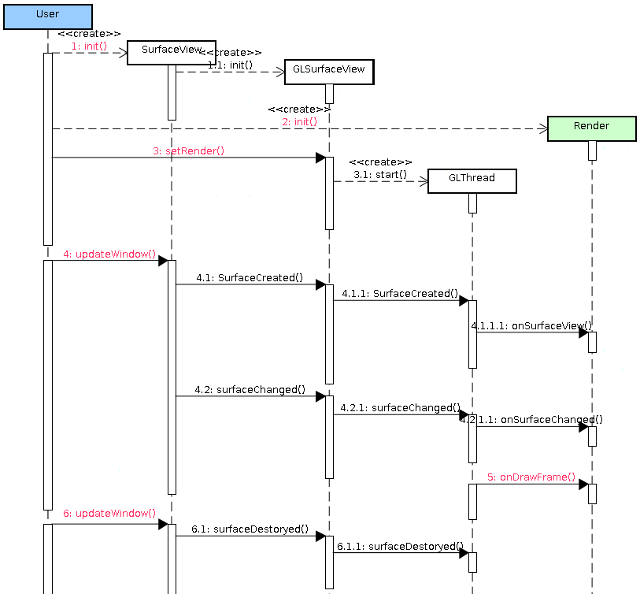 User
<<create>>
1: init()
SurfaceView
<<create>>
1.1: init()
GLSurfaceView
<<create>>
2: init()
Render
3: setRender()
<<create>>
3.1: start()
GLThread
4: updateWindow()
4.1: SurfaceCreated()
4.1.1: SurfaceCreated()
4.1.1.1: onSurfaceView()
4.2: surfaceChanged()
4.2.1: surfaceChanged()
4.2.1.1: onSurfaceChanged()
5: onDrawFrame()
6: updateWindow()
6.1: surfaceDestoryed()
6.1.1: surfaceDestoryed()